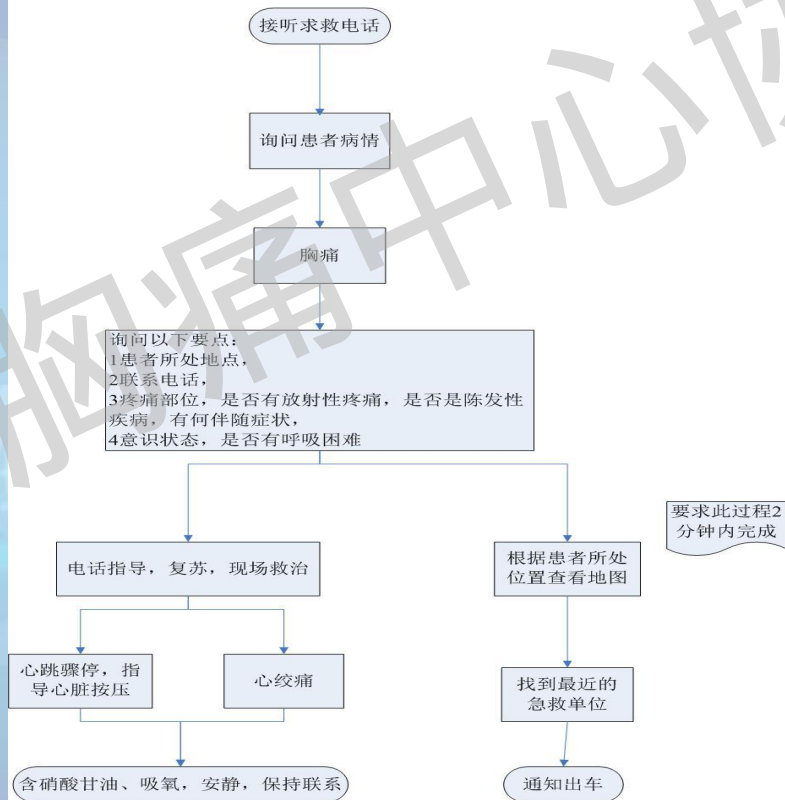 接听求救电话
询问患者病情
胸痛
询问以下要点：
1患者所处地点，
2联系电话，
3疼痛部位，是否有放射性疼痛，是否是陈发性
疾病，有何伴随症状，
4意识状态，是否有呼吸困难
要求此过程2
分钟内完成
电话指导，复苏，现场救治
根据患者所处
位置查看地图
心跳骤停，指
导心脏按压
心绞痛
找到最近的
急救单位
含硝酸甘油、吸氧，安静，保持联系
通知出车
胸痛中心协